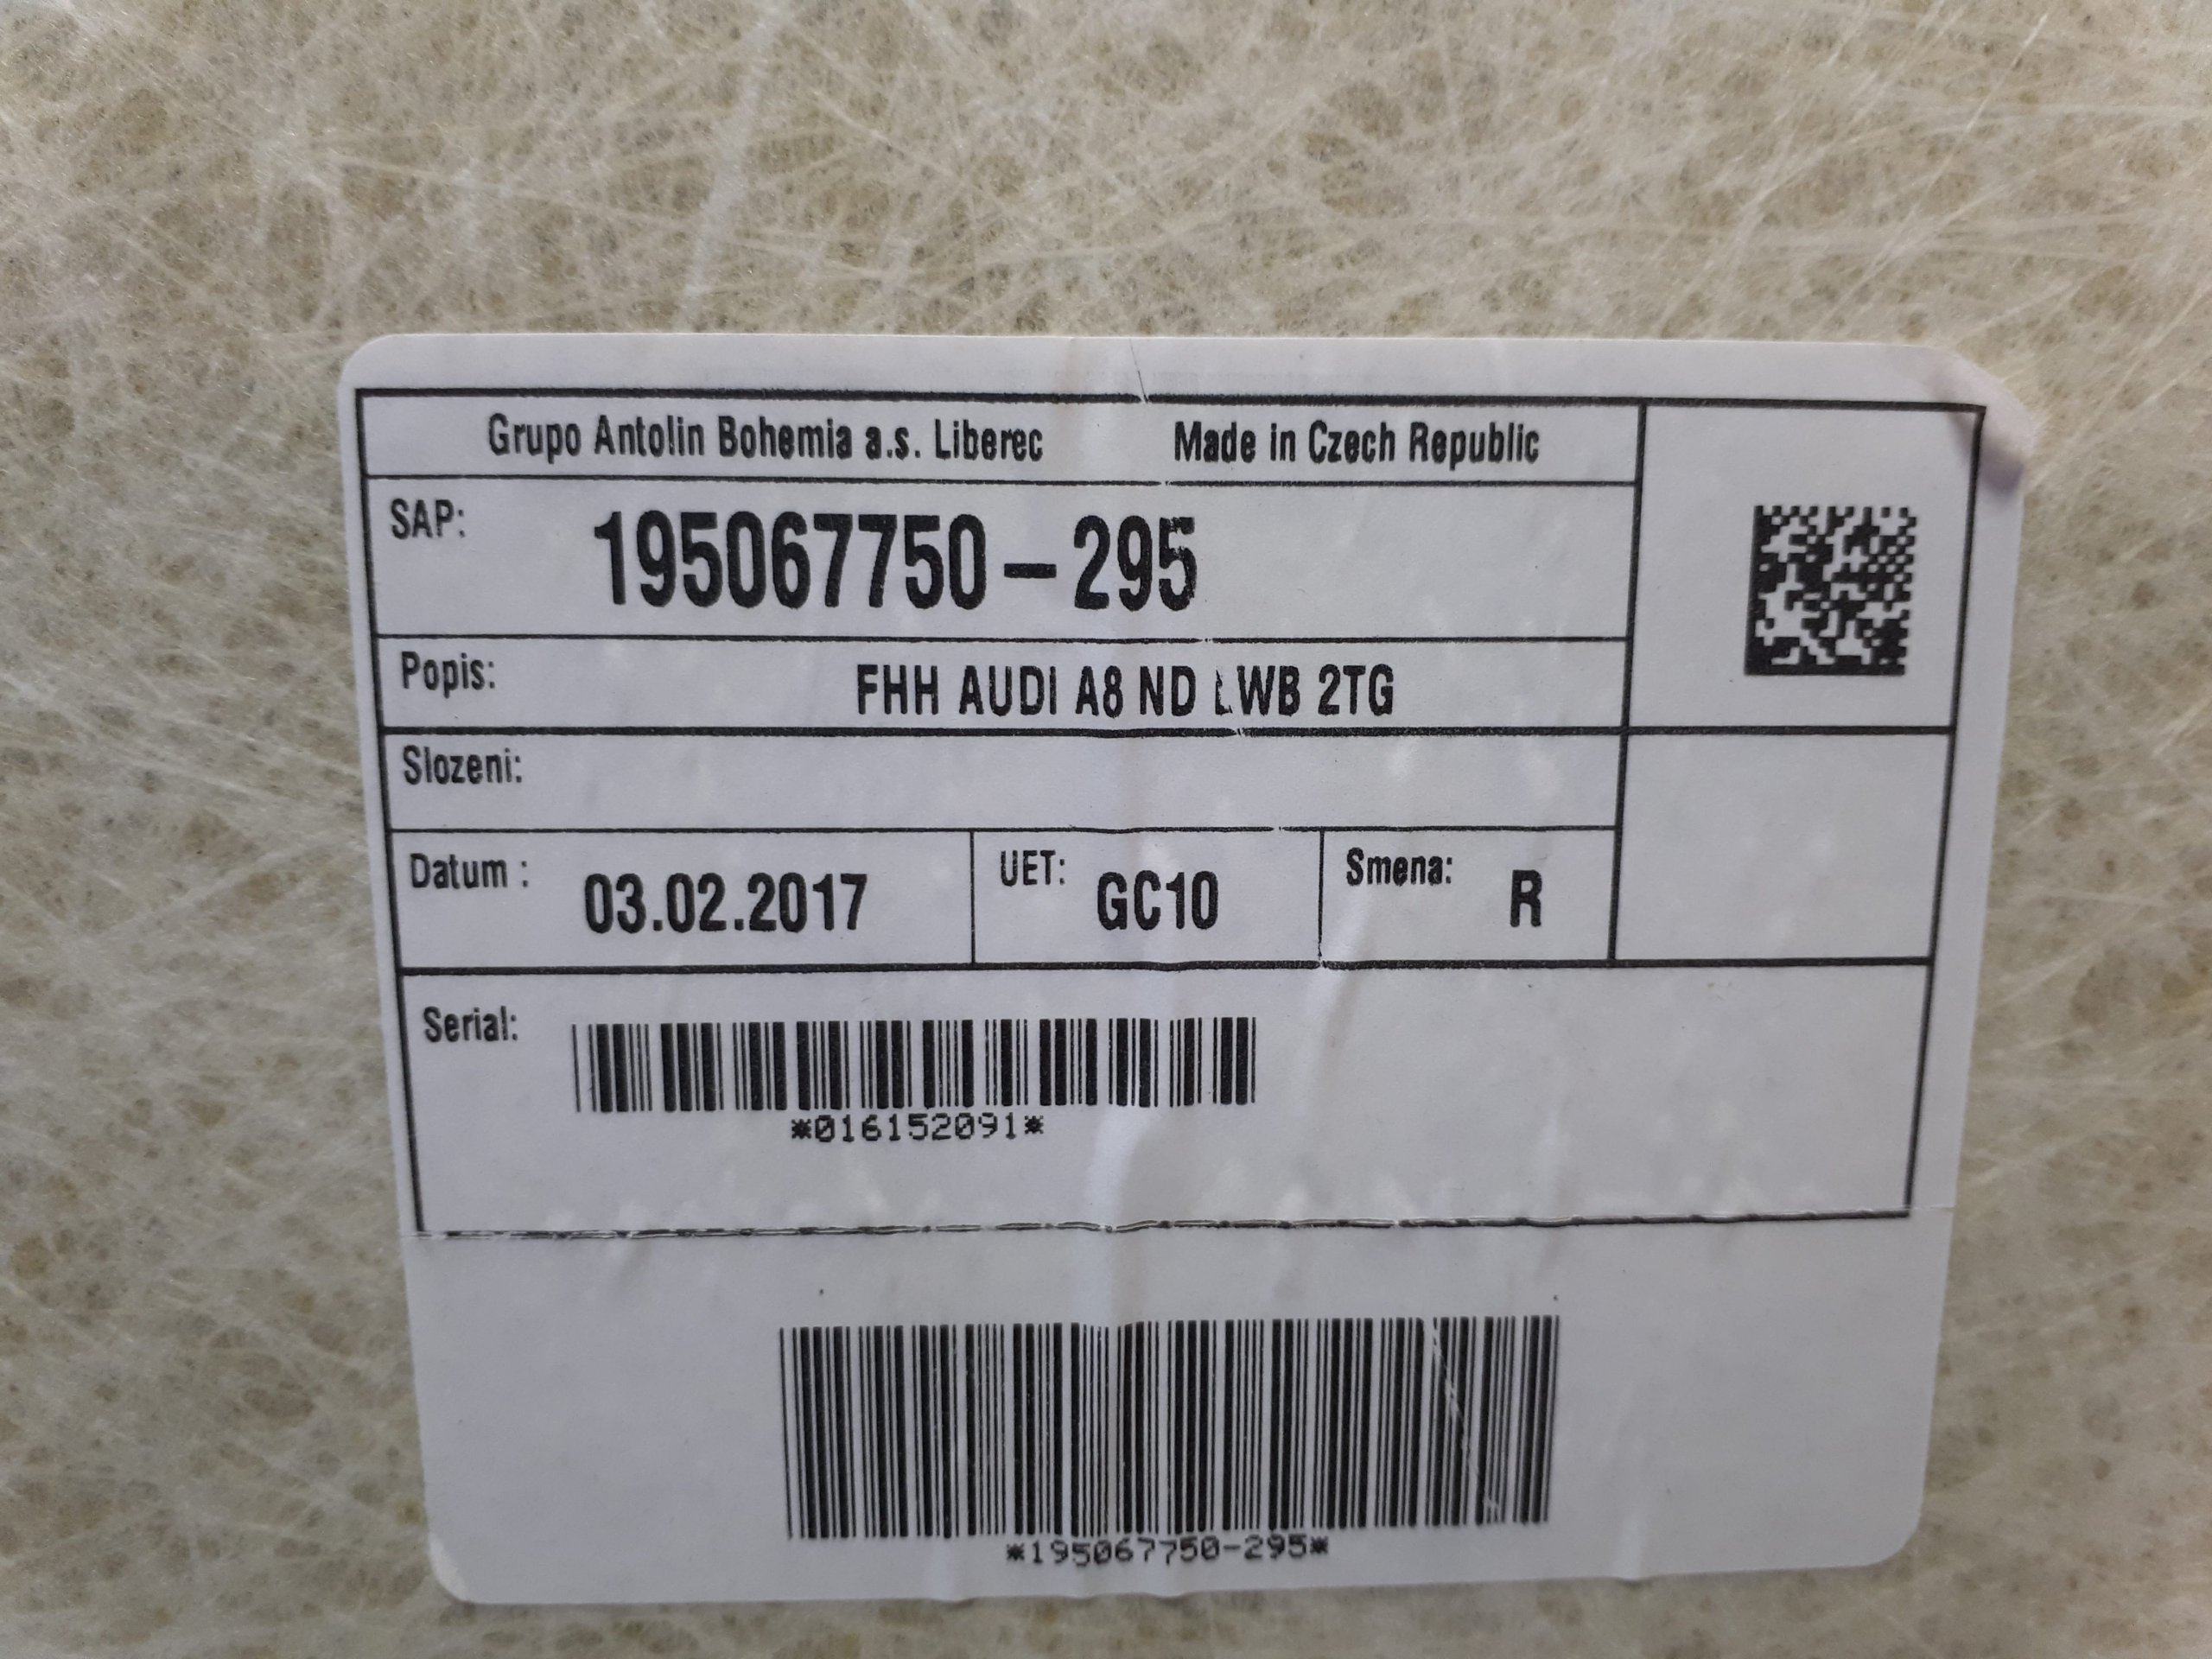 Grupo Antolin Bohemia a.s. Liberec Made in Czech Republic
SAP: 195067750-295
Popis: FHH AUDI A8 ND LWB 2TG
Slozeni:
Datum : 03.02.2017 UET: GC10 Smena: R
Serial:
*016152091*
*195067750-295*